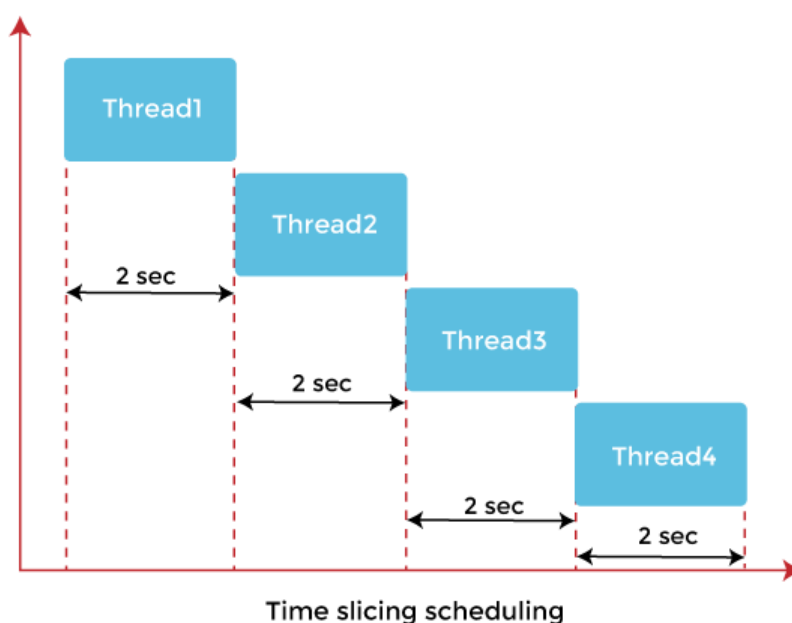 Thread1
Thread2
2 sec
Thread3
2 sec
Thread4
2 sec
2 sec
Time slicing scheduling